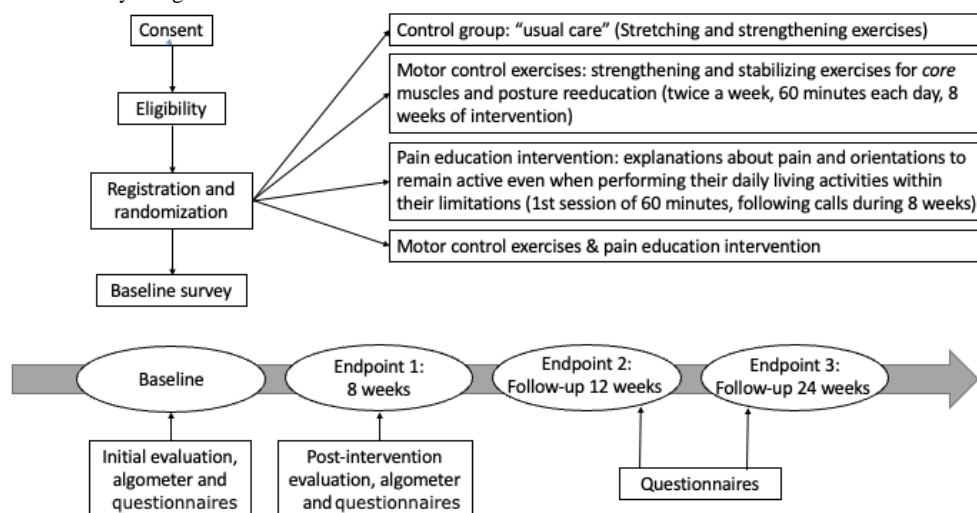 Consent
Eligibility
Registration and
randomization
Baseline survey
Control group: “usual care” (Stretching and strengthening exercises)
Motor control exercises: strengthening and stabilizing exercises for core
muscles and posture reeducation (twice a week, 60 minutes each day, 8
weeks of intervention)
Pain education intervention: explanations about pain and orientations to
remain active even when performing their daily living activities within
their limitations (1st session of 60 minutes, following calls during 8 weeks)
Motor control exercises & pain education intervention
Baseline
Endpoint 1:
8 weeks
Endpoint 2:
Follow-up 12 weeks
Endpoint 3:
Follow-up 24 weeks
Initial evaluation,
algometer and
questionnaires
Post-intervention
evaluation, algometer
and questionnaires
Questionnaires